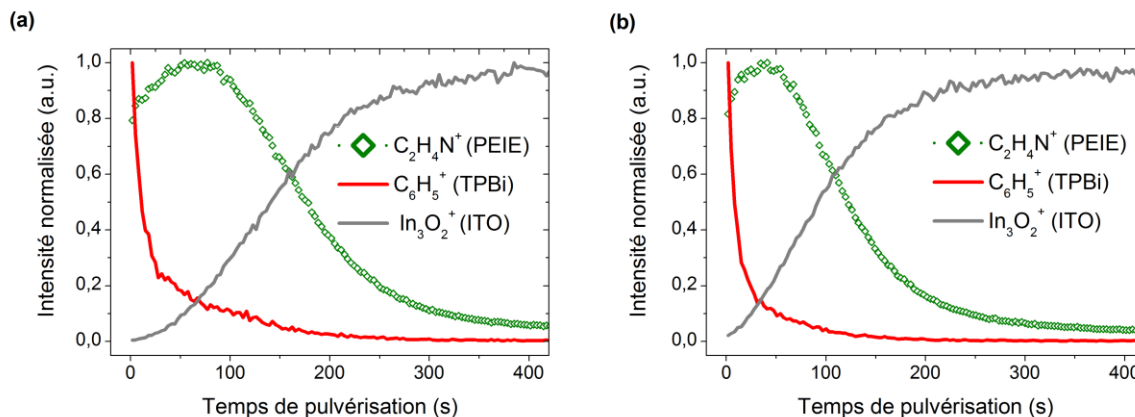 (a)
Intensité normalisée (a.u.)
1,0
0,8
0,6
0,4
0,2
0,0
C₂H₄N⁺ (PEIE)
C₆H₅⁺ (TPBi)
In₃O₂⁺ (ITO)
0 100 200 300 400
Temps de pulvérisation (s)
(b)
Intensité normalisée (a.u.)
1,0
0,8
0,6
0,4
0,2
0,0
C₂H₄N⁺ (PEIE)
C₆H₅⁺ (TPBi)
In₃O₂⁺ (ITO)
0 100 200 300 400
Temps de pulvérisation (s)